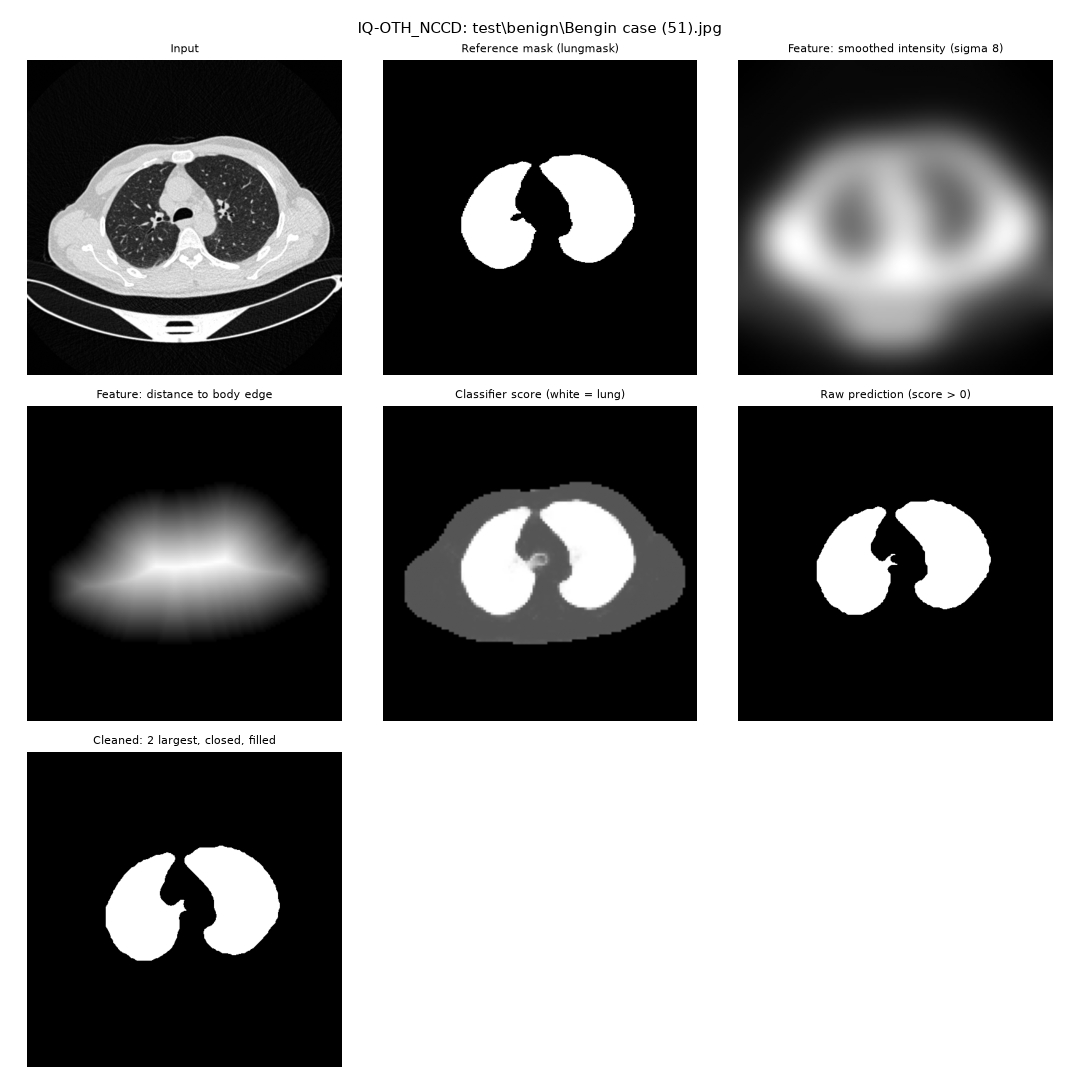 IQ-OTH_NCCD: test\benign\Bengin case (51).jpg
Input
Reference mask (lungmask)
Feature: smoothed intensity (sigma 8)
Feature: distance to body edge
Classifier score (white = lung)
Raw prediction (score > 0)
Cleaned: 2 largest, closed, filled